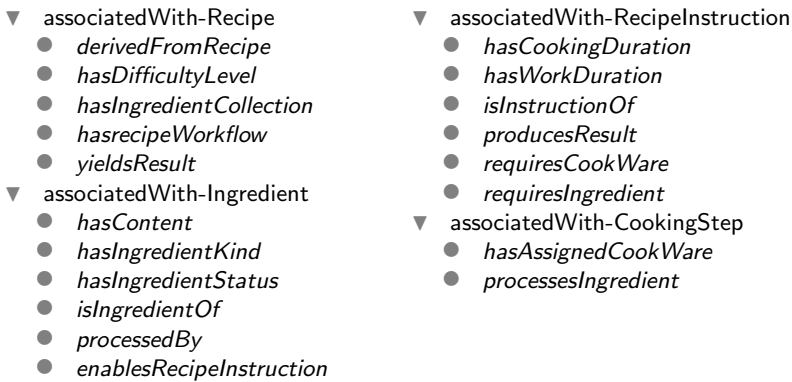 associatedWith-Recipe
derivedFromRecipe
hasDifficultyLevel
hasIngredientCollection
hasrecipeWorkflow
yieldsResult
associatedWith-Ingredient
hasContent
hasIngredientKind
hasIngredientStatus
isIngredientOf
processedBy
enablesRecipeInstruction
associatedWith-RecipeInstruction
hasCookingDuration
hasWorkDuration
isInstructionOf
producesResult
requiresCookWare
requiresIngredient
associatedWith-CookingStep
hasAssignedCookWare
processesIngredient